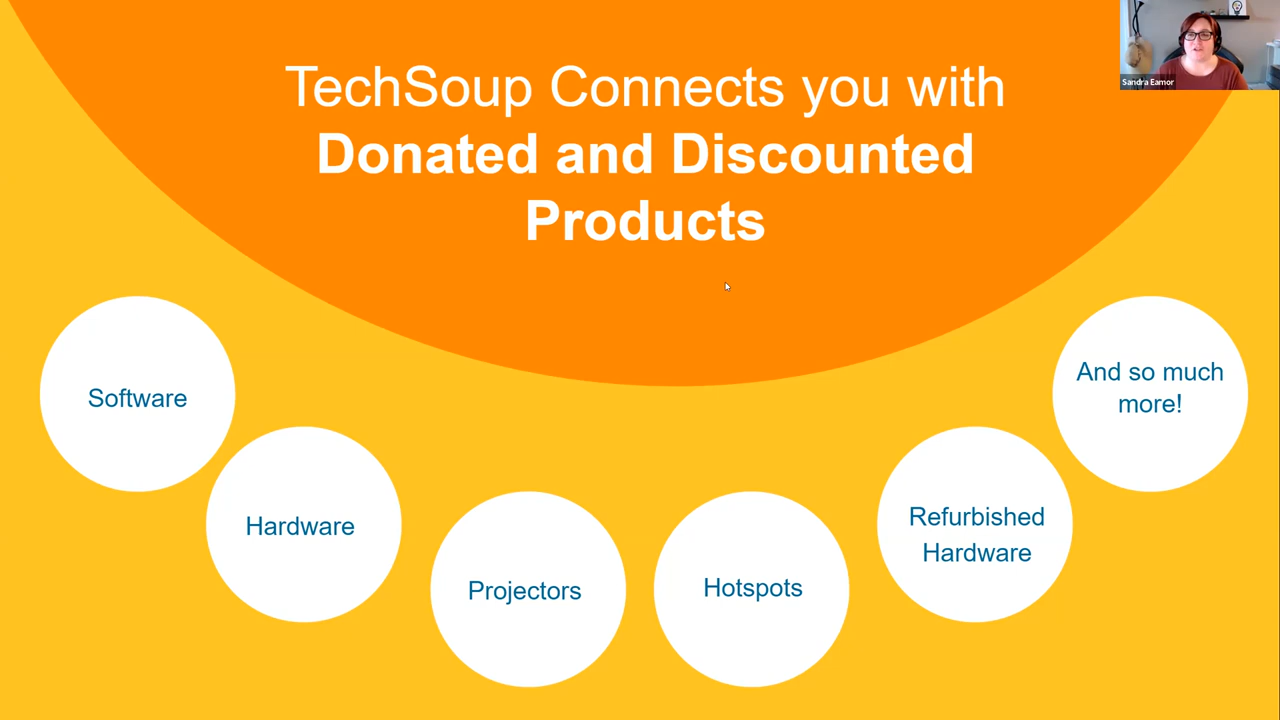 TechSoup Connects you with
Donated and Discounted
Products
Sandra Eamor
Software
Hardware
Projectors
Hotspots
Refurbished
Hardware
And so much
more!